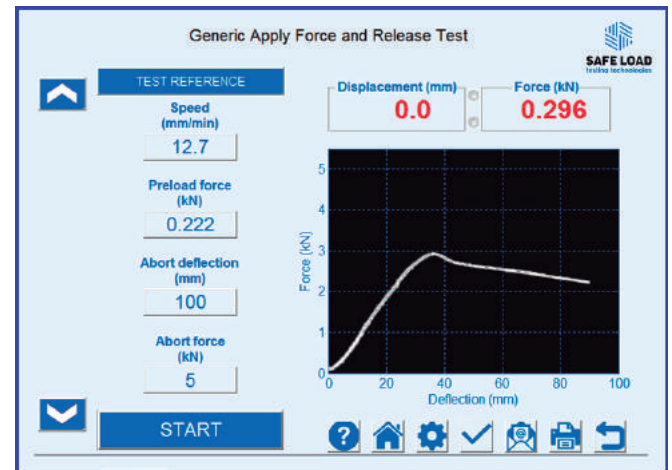 Generic Apply Force and Release Test
SAFE LOAD
testing technologies
TEST REFERENCE
Speed
(mm/min)
12.7
Preload force
(kN)
0.222
Abort deflection
(mm)
100
Abort force
(kN)
5
START
Displacement (mm)
0.0
Force (kN)
0.296
Force (kN)
5
4
3
2
1
0
0 20 40 60 80 100
Deflection (mm)
?
@